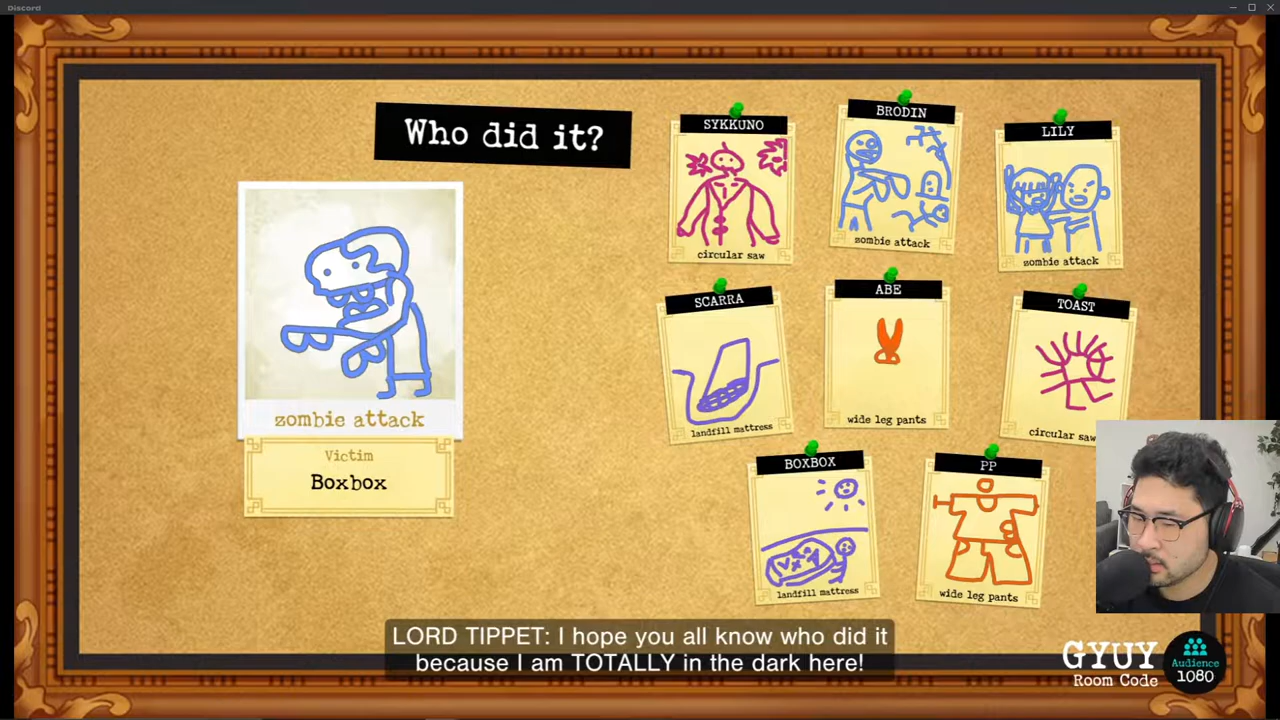 Discord
Who did it?
zombie attack
Victim
Boxbox
SYKKUNO
circular saw
BRODIN
zombie attack
LILY
zombie attack
SCARRA
landfill mattress
ABE
wide leg pants
TOAST
circular saw
BOXBOX
landfill mattress
PP
wide leg pants
LORD TIPPET: I hope you all know who did it
because I am TOTALLY in the dark here!
GYUY
Room Code
Audience
1080